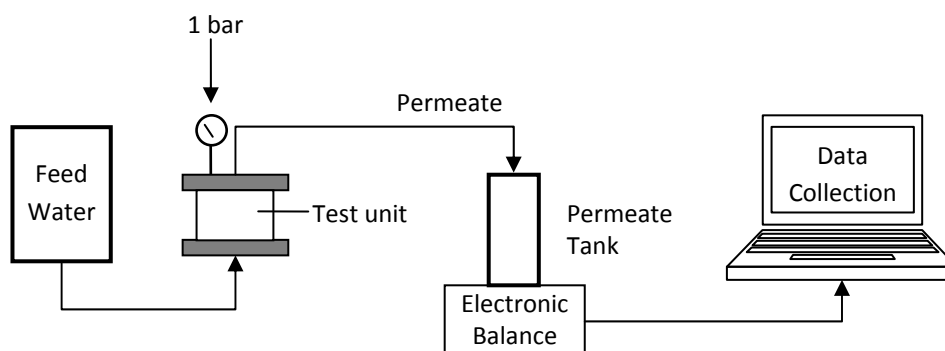 1 bar
Permeate
Feed
Water
Test unit
Data
Collection
Permeate
Tank
Electronic
Balance